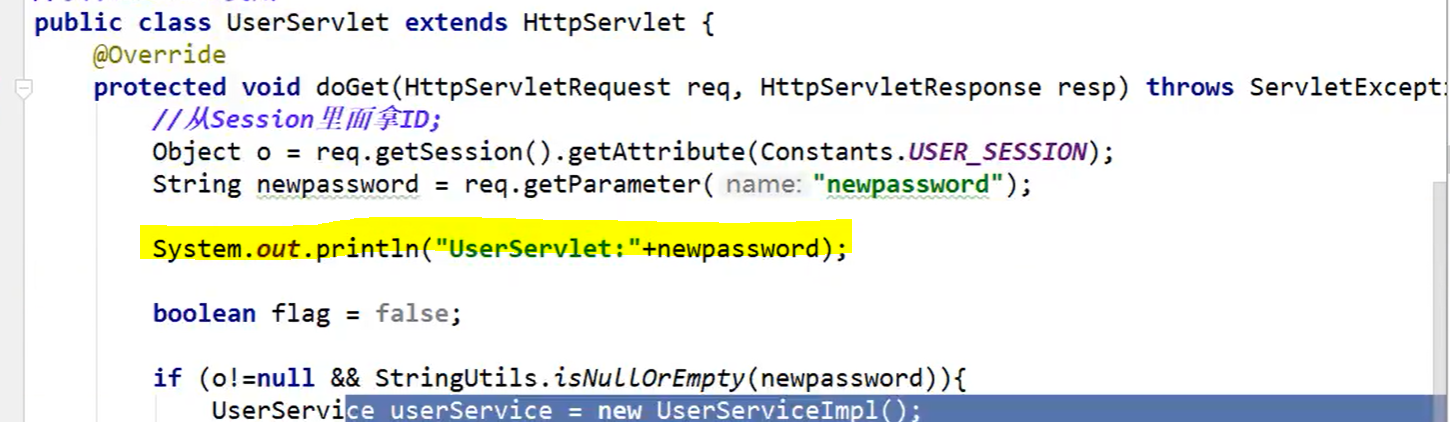 public class UserServlet extends HttpServlet {
@Override
protected void doGet(HttpServletRequest req, HttpServletResponse resp) throws ServletExcepti
//从Session里面拿ID;
Object o = req.getSession().getAttribute(Constants.USER_SESSION);
String newpassword = req.getParameter( name: "newpassword");
System.out.println("UserServlet:"+newpassword);
boolean flag = false;
if (o!=null && StringUtils.isNullOrEmpty(newpassword)){
UserService userService = new UserServiceImpl();